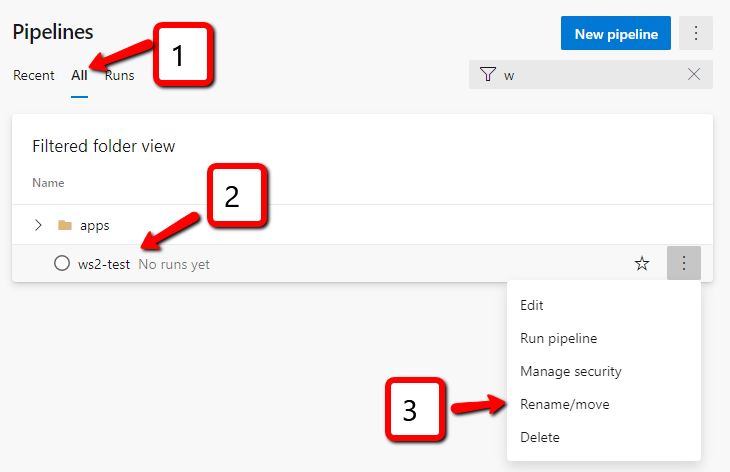 Pipelines
New pipeline
1
Recent All Runs
w
Filtered folder view
Name
2
apps
ws2-test No runs yet
Edit
Run pipeline
Manage security
3
Rename/move
Delete